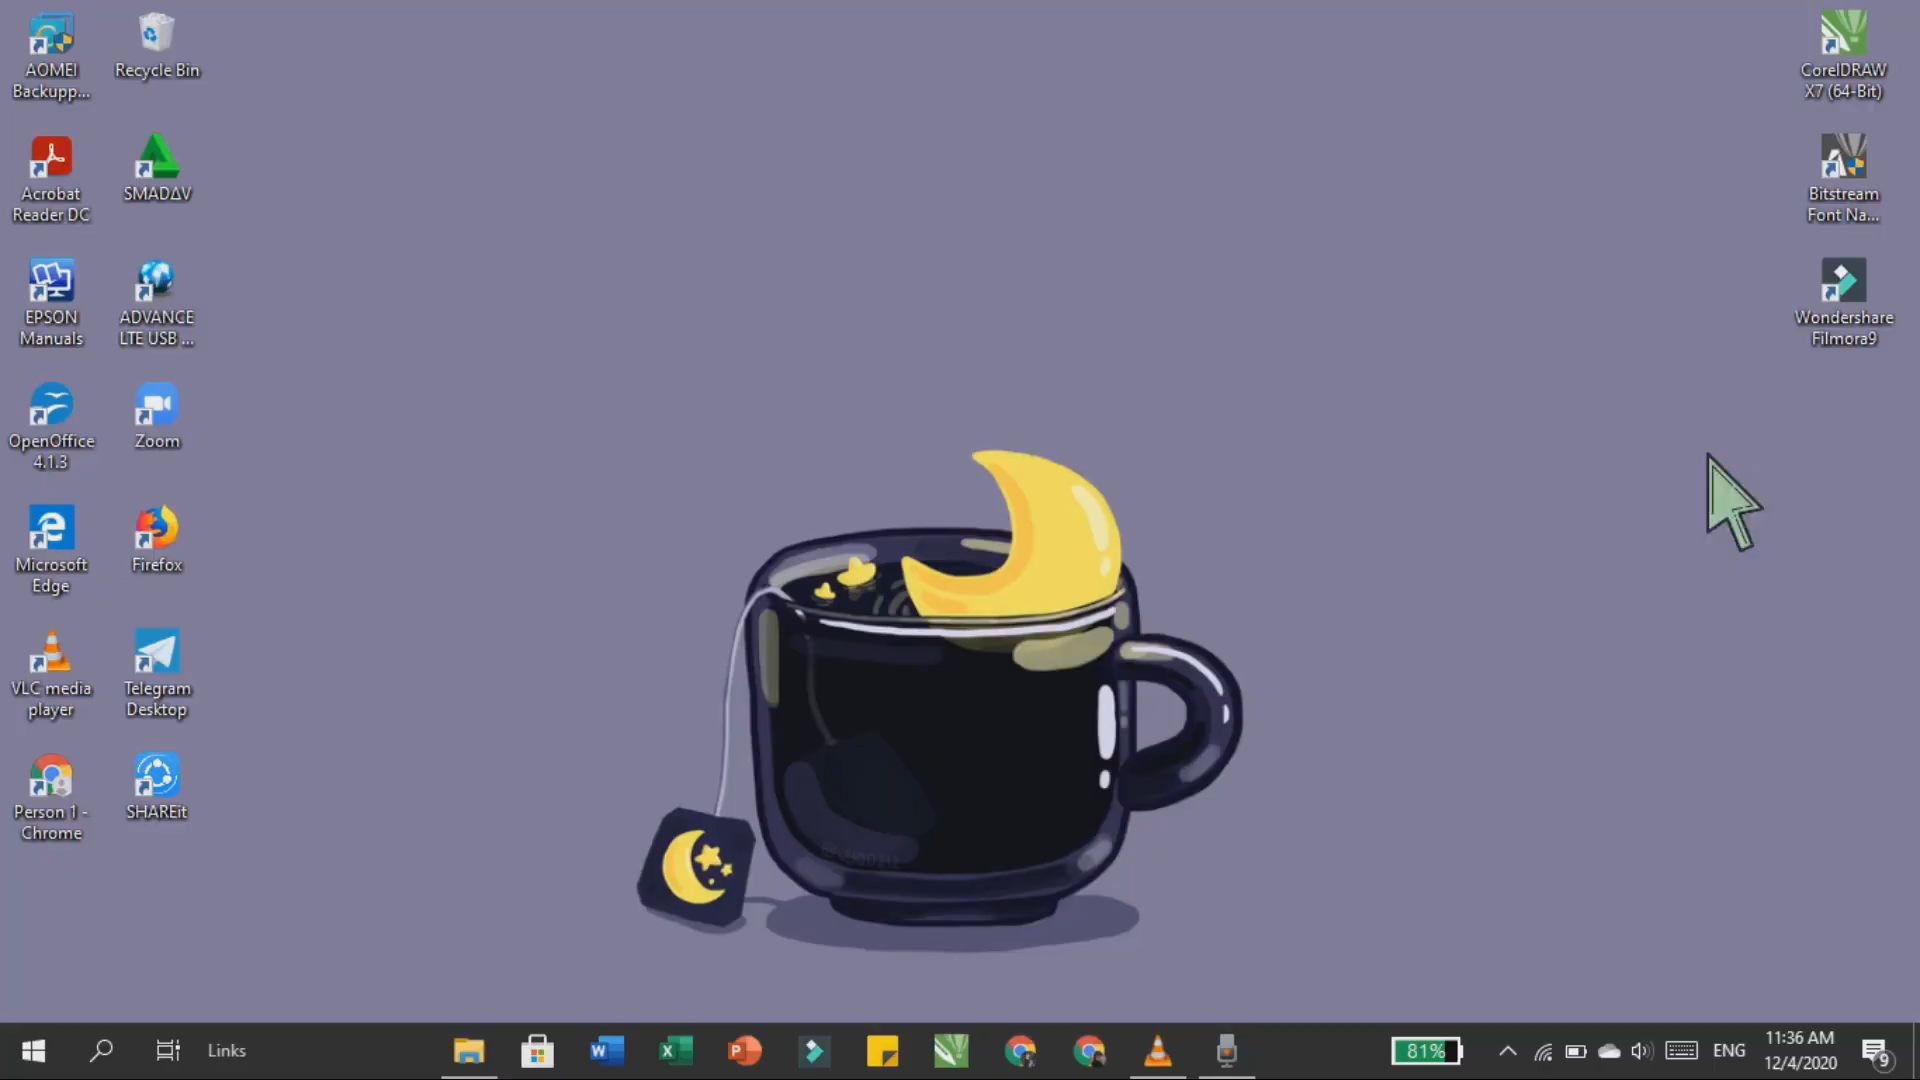 AOMEI
Backupp...
Recycle Bin
Acrobat
Reader DC
SMADΔV
EPSON
Manuals
ADVANCE
LTE USB ...
OpenOffice
4.1.3
Zoom
Microsoft
Edge
Firefox
VLC media
player
Telegram
Desktop
Person 1 -
Chrome
SHAREit
CorelDRAW
X7 (64-Bit)
Bitstream
Font Na...
Wondershare
Filmora9
Links
81%
ENG
11:36 AM
12/4/2020
9